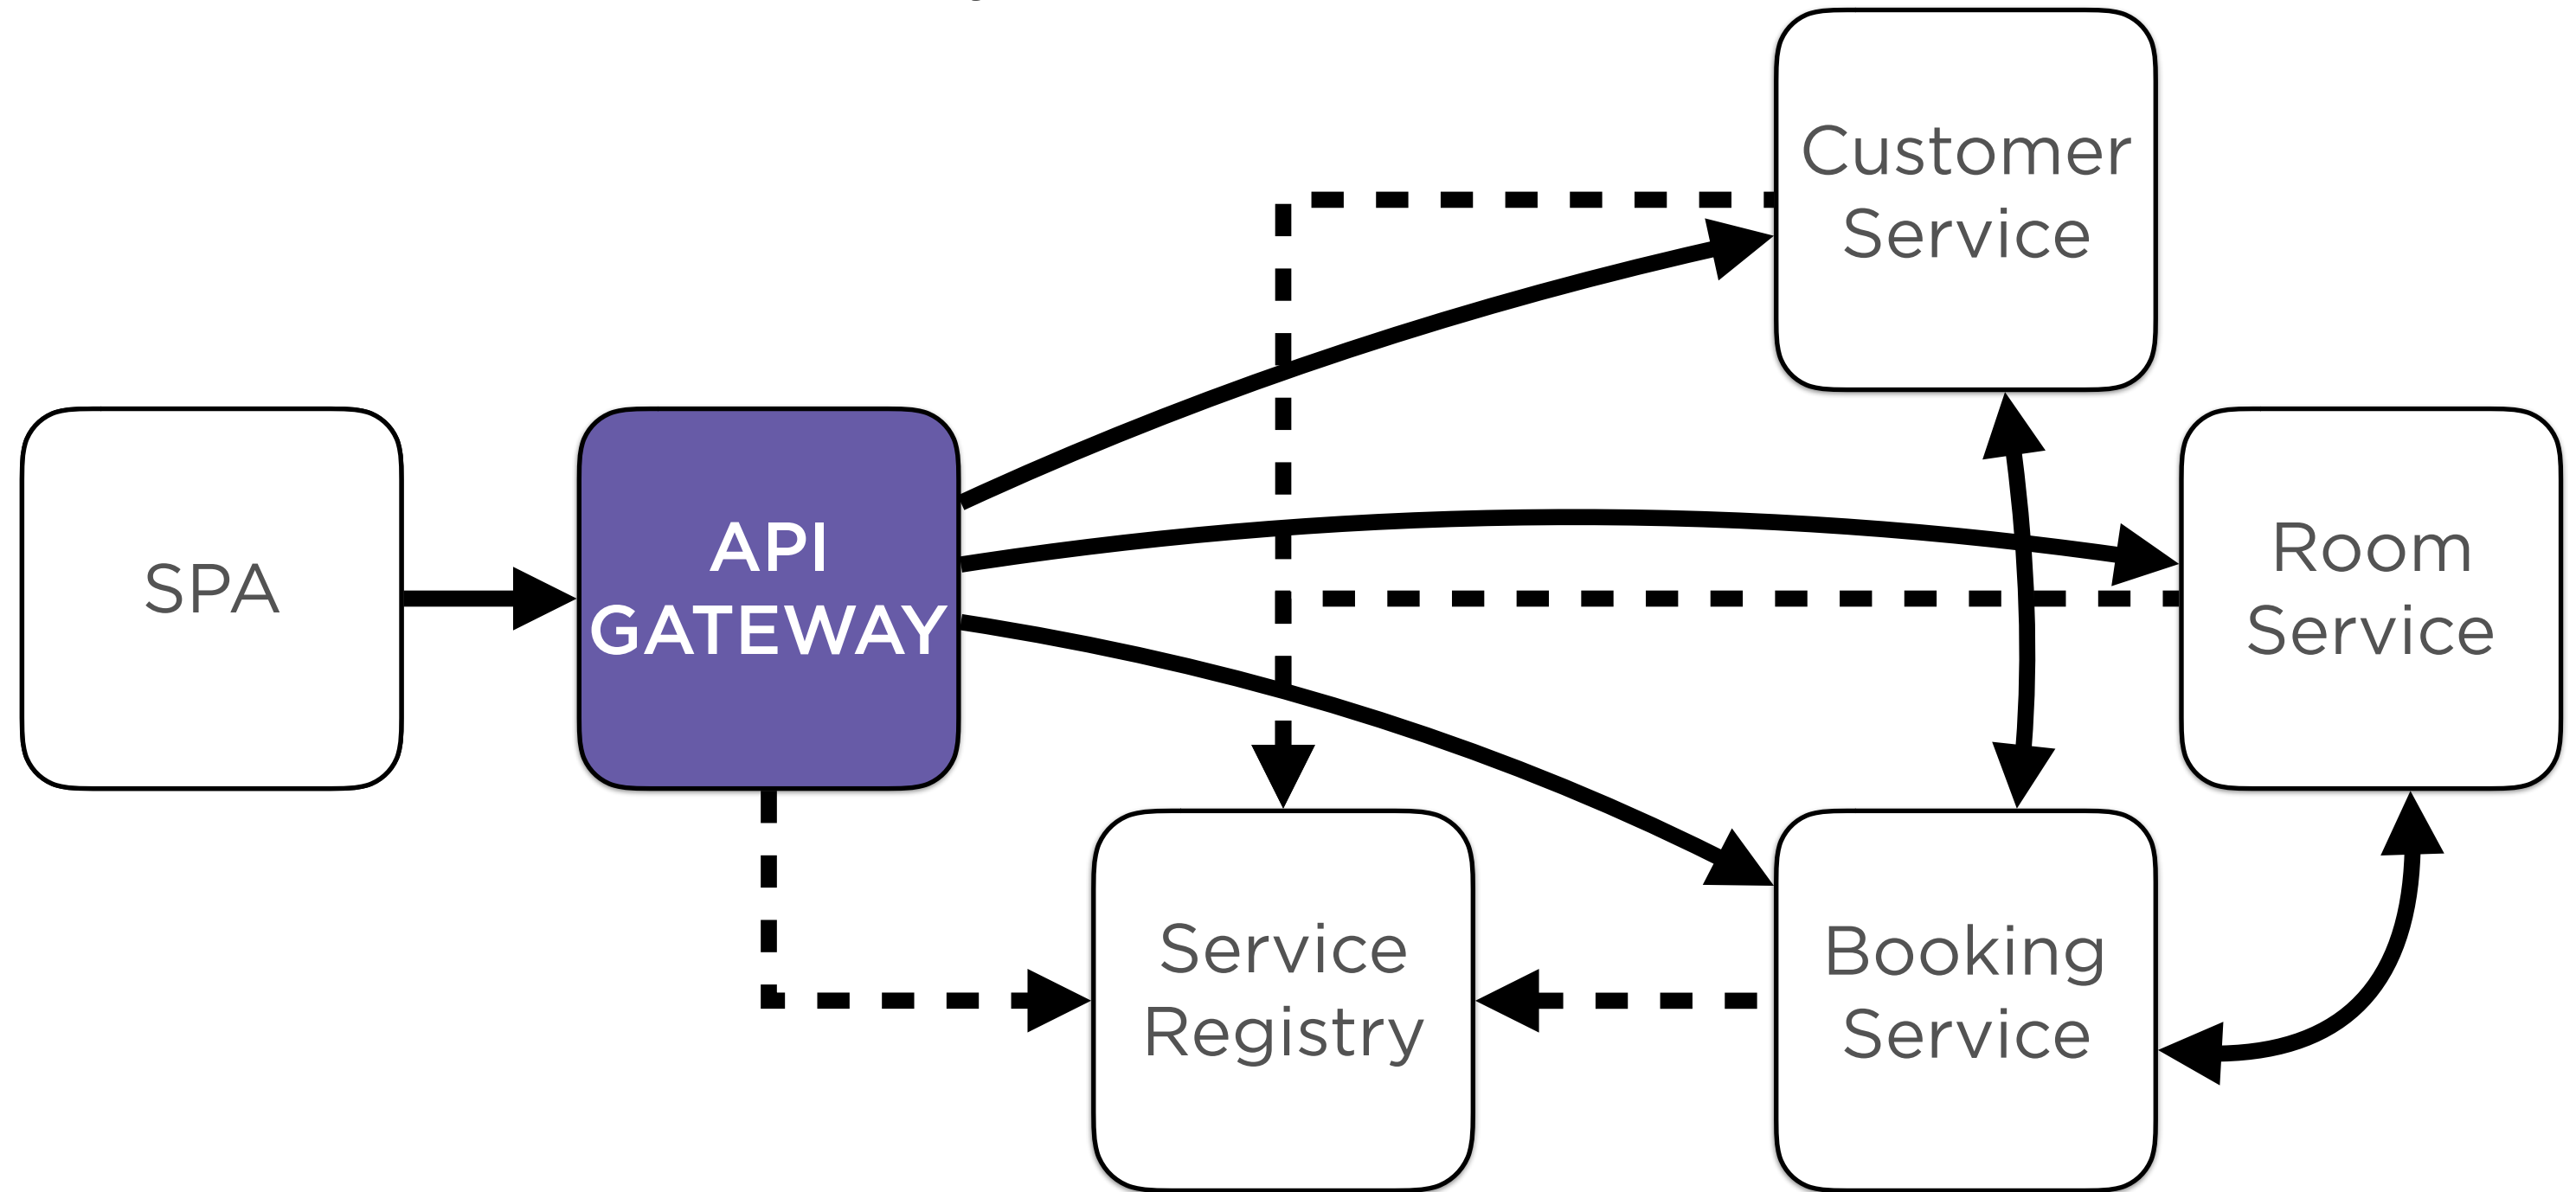 Customer
Service
SPA
API
GATEWAY
Room
Service
Service
Registry
Booking
Service